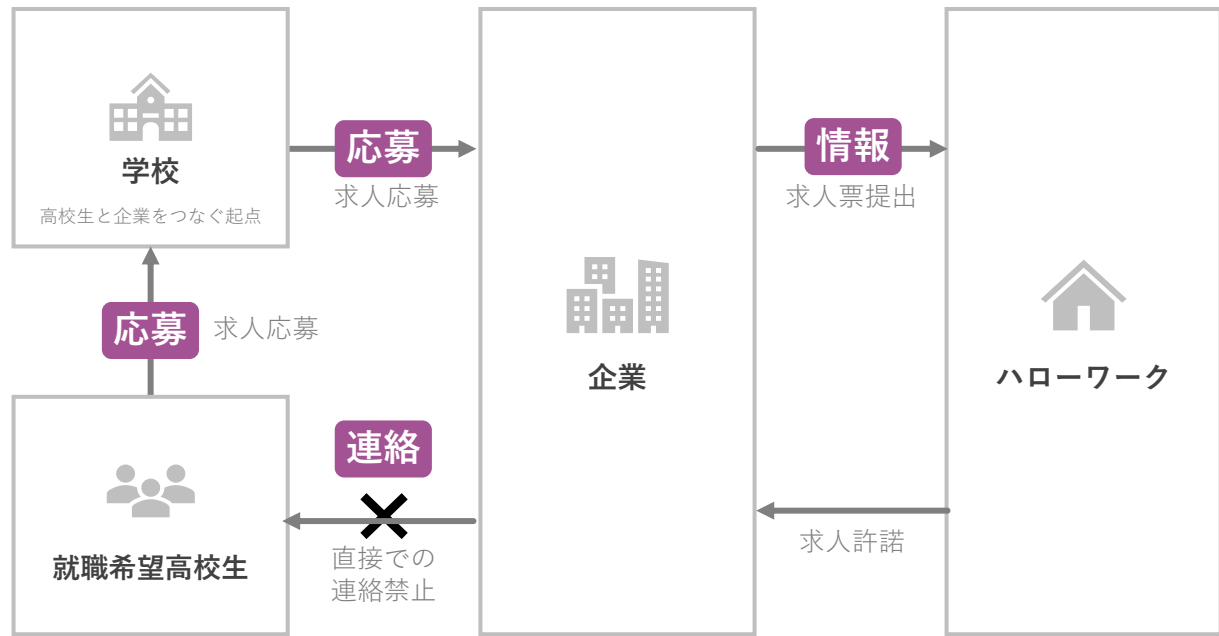 学校
高校生と企業をつなぐ起点
応募
求人応募
情報
求人票提出
応募
求人応募
企業
ハローワーク
連絡
直接での
連絡禁止
求人許諾
就職希望高校生